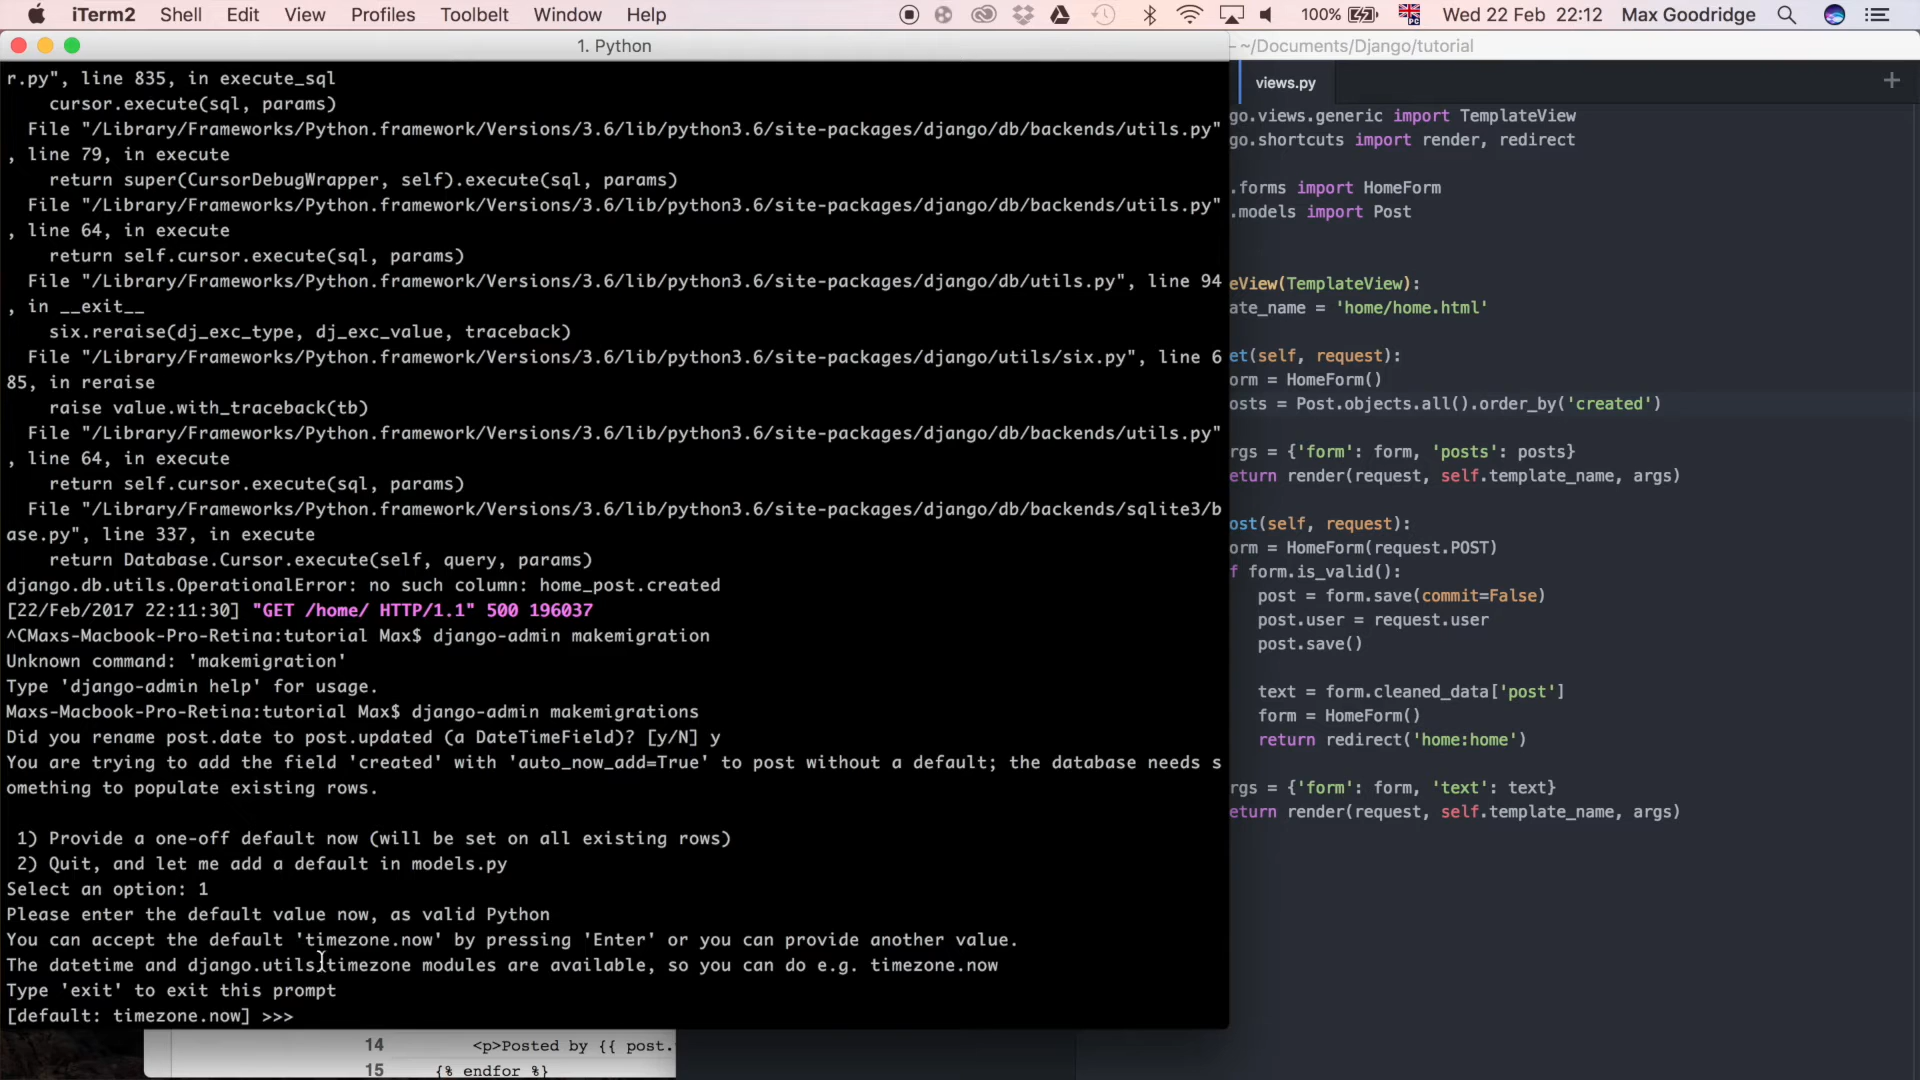 iTerm2 Shell Edit View Profiles Toolbelt Window Help 100% Wed 22 Feb 22:12 Max Goodridge
1. Python
r.py", line 835, in execute_sql
cursor.execute(sql, params)
File "/Library/Frameworks/Python.framework/Versions/3.6/lib/python3.6/site-packages/django/db/backends/utils.py"
, line 79, in execute
return super(CursorDebugWrapper, self).execute(sql, params)
File "/Library/Frameworks/Python.framework/Versions/3.6/lib/python3.6/site-packages/django/db/backends/utils.py"
, line 64, in execute
return self.cursor.execute(sql, params)
File "/Library/Frameworks/Python.framework/Versions/3.6/lib/python3.6/site-packages/django/db/utils.py", line 94
, in __exit__
six.reraise(dj_exc_type, dj_exc_value, traceback)
File "/Library/Frameworks/Python.framework/Versions/3.6/lib/python3.6/site-packages/django/utils/six.py", line 6
85, in reraise
raise value.with_traceback(tb)
File "/Library/Frameworks/Python.framework/Versions/3.6/lib/python3.6/site-packages/django/db/backends/utils.py"
, line 64, in execute
return self.cursor.execute(sql, params)
File "/Library/Frameworks/Python.framework/Versions/3.6/lib/python3.6/site-packages/django/db/backends/sqlite3/b
ase.py", line 337, in execute
return Database.Cursor.execute(self, query, params)
django.db.utils.OperationalError: no such column: home_post.created
[22/Feb/2017 22:11:30] "GET /home/ HTTP/1.1" 500 196037
^CMaxs-Macbook-Pro-Retina:tutorial Max$ django-admin makemigration
Unknown command: 'makemigration'
Type 'django-admin help' for usage.
Maxs-Macbook-Pro-Retina:tutorial Max$ django-admin makemigrations
Did you rename post.date to post.updated (a DateTimeField)? [y/N] y
You are trying to add the field 'created' with 'auto_now_add=True' to post without a default; the database needs s
omething to populate existing rows.
1) Provide a one-off default now (will be set on all existing rows)
2) Quit, and let me add a default in models.py
Select an option: 1
Please enter the default value now, as valid Python
You can accept the default 'timezone.now' by pressing 'Enter' or you can provide another value.
The datetime and django.utils.timezone modules are available, so you can do e.g. timezone.now
Type 'exit' to exit this prompt
[default: timezone.now] >>>
~/Documents/Django/tutorial
views.py
go.views.generic import TemplateView
go.shortcuts import render, redirect
.forms import HomeForm
.models import Post
eView(TemplateView):
ate_name = 'home/home.html'
et(self, request):
orm = HomeForm()
osts = Post.objects.all().order_by('created')
rgs = {'form': form, 'posts': posts}
eturn render(request, self.template_name, args)
ost(self, request):
orm = HomeForm(request.POST)
f form.is_valid():
post = form.save(commit=False)
post.user = request.user
post.save()
text = form.cleaned_data['post']
form = HomeForm()
return redirect('home:home')
rgs = {'form': form, 'text': text}
eturn render(request, self.template_name, args)
14 <p>Posted by {{ post.
15 {% endfor %}